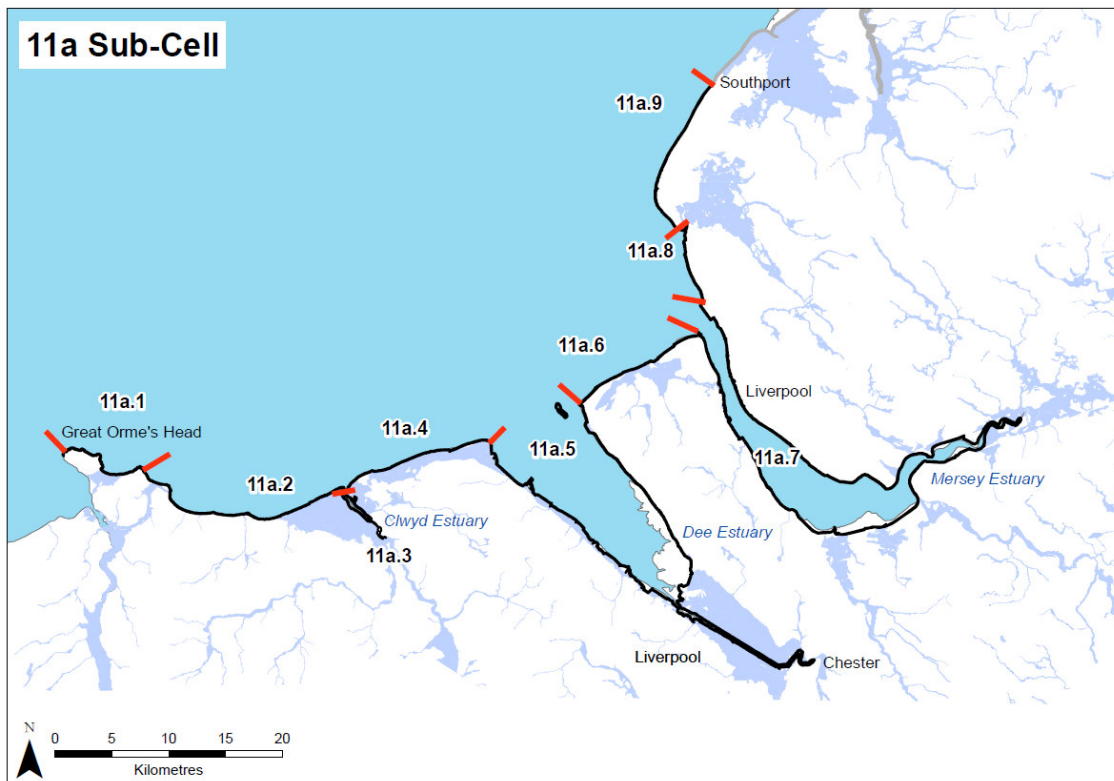 11a Sub-Cell
Southport
11a.9
11a.8
11a.6
11a.1
Great Orme's Head
11a.4
Liverpool
11a.5
11a.7
11a.2
Mersey Estuary
Clwyd Estuary
Dee Estuary
11a.3
Liverpool
Chester
N
0 5 10 15 20
Kilometres